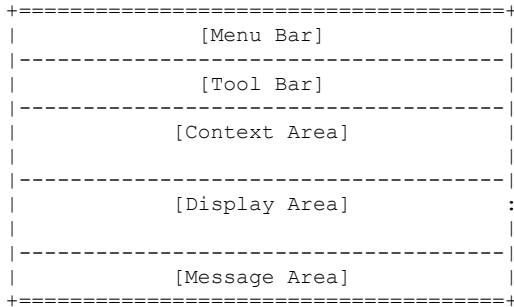 [Menu Bar]
[Tool Bar]
[Context Area]
[Display Area]
[Message Area]